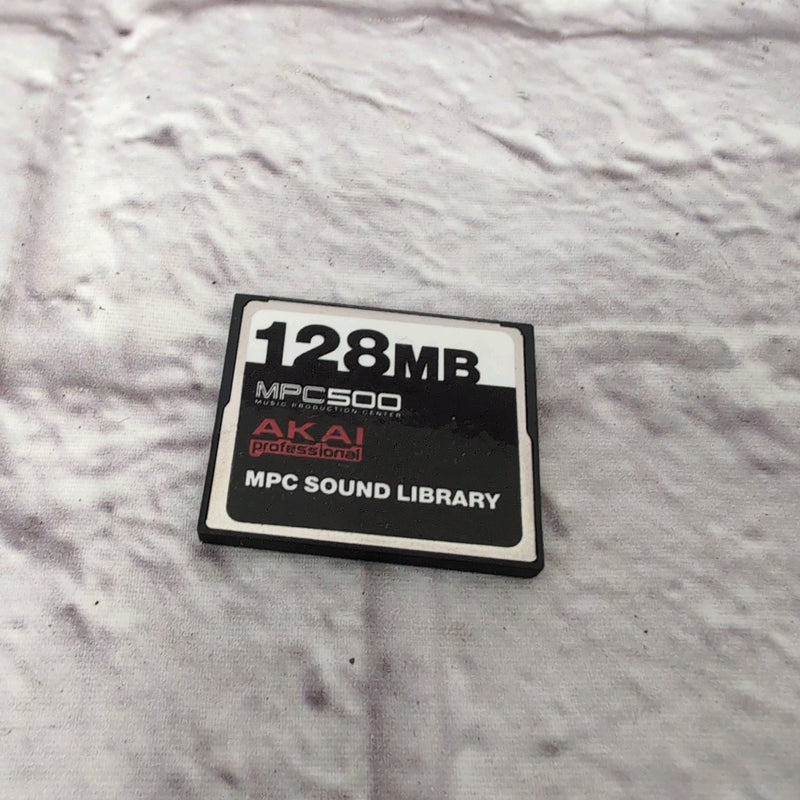 128MB
MPC500
MUSIC PRODUCTION CENTER
AKAI
professional
MPC SOUND LIBRARY